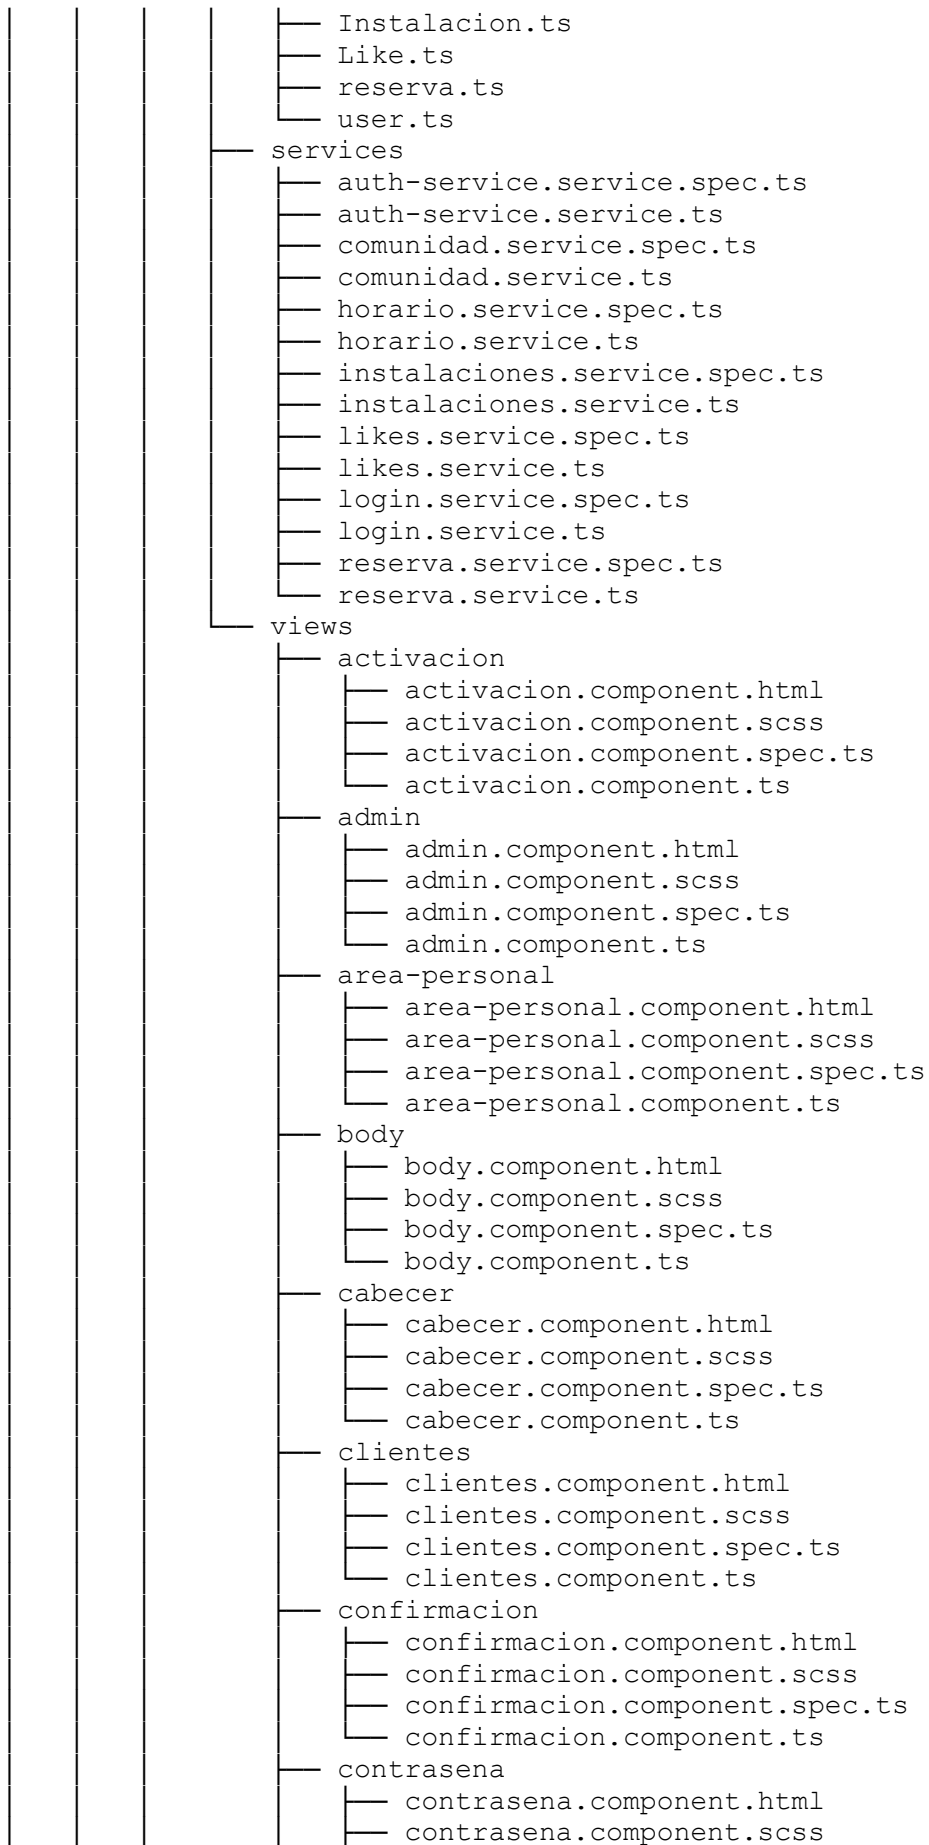 │   │   │   │   ├── Instalacion.ts
│   │   │   │   ├── Like.ts
│   │   │   │   ├── reserva.ts
│   │   │   │   └── user.ts
│   │   │   ├── services
│   │   │   │   ├── auth-service.service.spec.ts
│   │   │   │   ├── auth-service.service.ts
│   │   │   │   ├── comunidad.service.spec.ts
│   │   │   │   ├── comunidad.service.ts
│   │   │   │   ├── horario.service.spec.ts
│   │   │   │   ├── horario.service.ts
│   │   │   │   ├── instalaciones.service.spec.ts
│   │   │   │   ├── instalaciones.service.ts
│   │   │   │   ├── likes.service.spec.ts
│   │   │   │   ├── likes.service.ts
│   │   │   │   ├── login.service.spec.ts
│   │   │   │   ├── login.service.ts
│   │   │   │   ├── reserva.service.spec.ts
│   │   │   │   └── reserva.service.ts
│   │   │   └── views
│   │   │       ├── activacion
│   │   │       │   ├── activacion.component.html
│   │   │       │   ├── activacion.component.scss
│   │   │       │   ├── activacion.component.spec.ts
│   │   │       │   └── activacion.component.ts
│   │   │       ├── admin
│   │   │       │   ├── admin.component.html
│   │   │       │   ├── admin.component.scss
│   │   │       │   ├── admin.component.spec.ts
│   │   │       │   └── admin.component.ts
│   │   │       ├── area-personal
│   │   │       │   ├── area-personal.component.html
│   │   │       │   ├── area-personal.component.scss
│   │   │       │   ├── area-personal.component.spec.ts
│   │   │       │   └── area-personal.component.ts
│   │   │       ├── body
│   │   │       │   ├── body.component.html
│   │   │       │   ├── body.component.scss
│   │   │       │   ├── body.component.spec.ts
│   │   │       │   └── body.component.ts
│   │   │       ├── cabecer
│   │   │       │   ├── cabecer.component.html
│   │   │       │   ├── cabecer.component.scss
│   │   │       │   ├── cabecer.component.spec.ts
│   │   │       │   └── cabecer.component.ts
│   │   │       ├── clientes
│   │   │       │   ├── clientes.component.html
│   │   │       │   ├── clientes.component.scss
│   │   │       │   ├── clientes.component.spec.ts
│   │   │       │   └── clientes.component.ts
│   │   │       ├── confirmacion
│   │   │       │   ├── confirmacion.component.html
│   │   │       │   ├── confirmacion.component.scss
│   │   │       │   ├── confirmacion.component.spec.ts
│   │   │       │   └── confirmacion.component.ts
│   │   │       ├── contrasena
│   │   │       │   ├── contrasena.component.html
│   │   │       │   ├── contrasena.component.scss